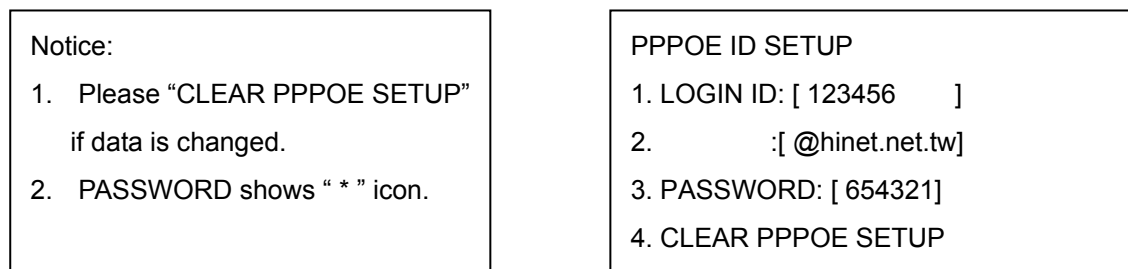 Notice:
1. Please “CLEAR PPPOE SETUP”
if data is changed.
2. PASSWORD shows “ * ” icon.
PPPOE ID SETUP
1. LOGIN ID: [ 123456 ]
2. :[ @hinet.net.tw]
3. PASSWORD: [ 654321]
4. CLEAR PPPOE SETUP